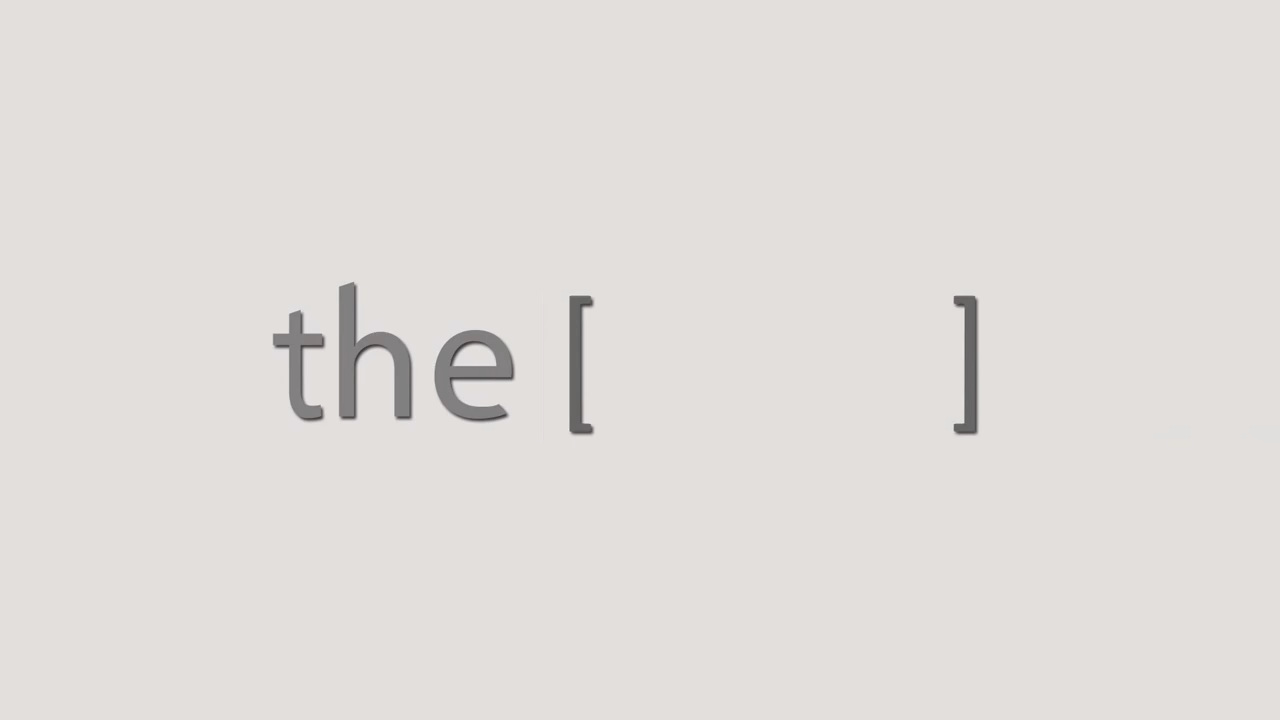 the [ ]